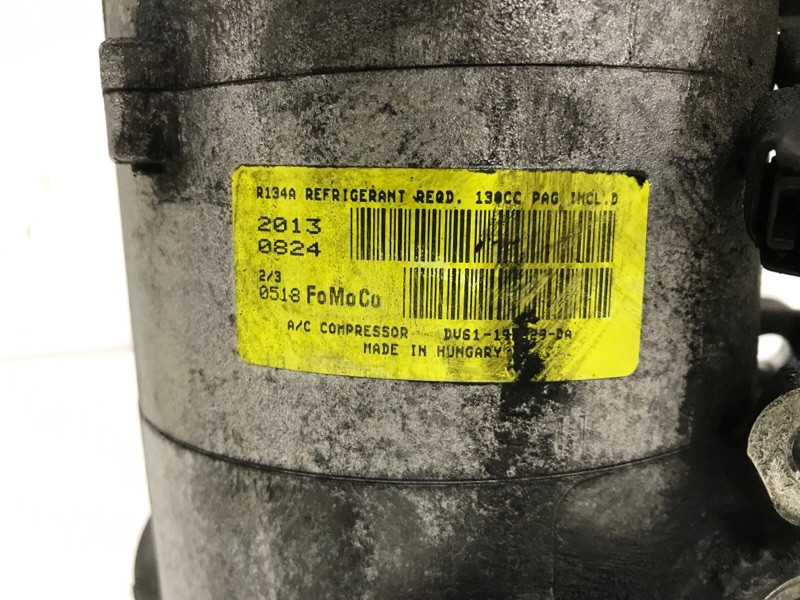 R134A REFRIGERANT REQD. 130CC PAG INCL.D
2013
0824
2/3
0518 FoMoCo
A/C COMPRESSOR
MADE IN HUNGARY